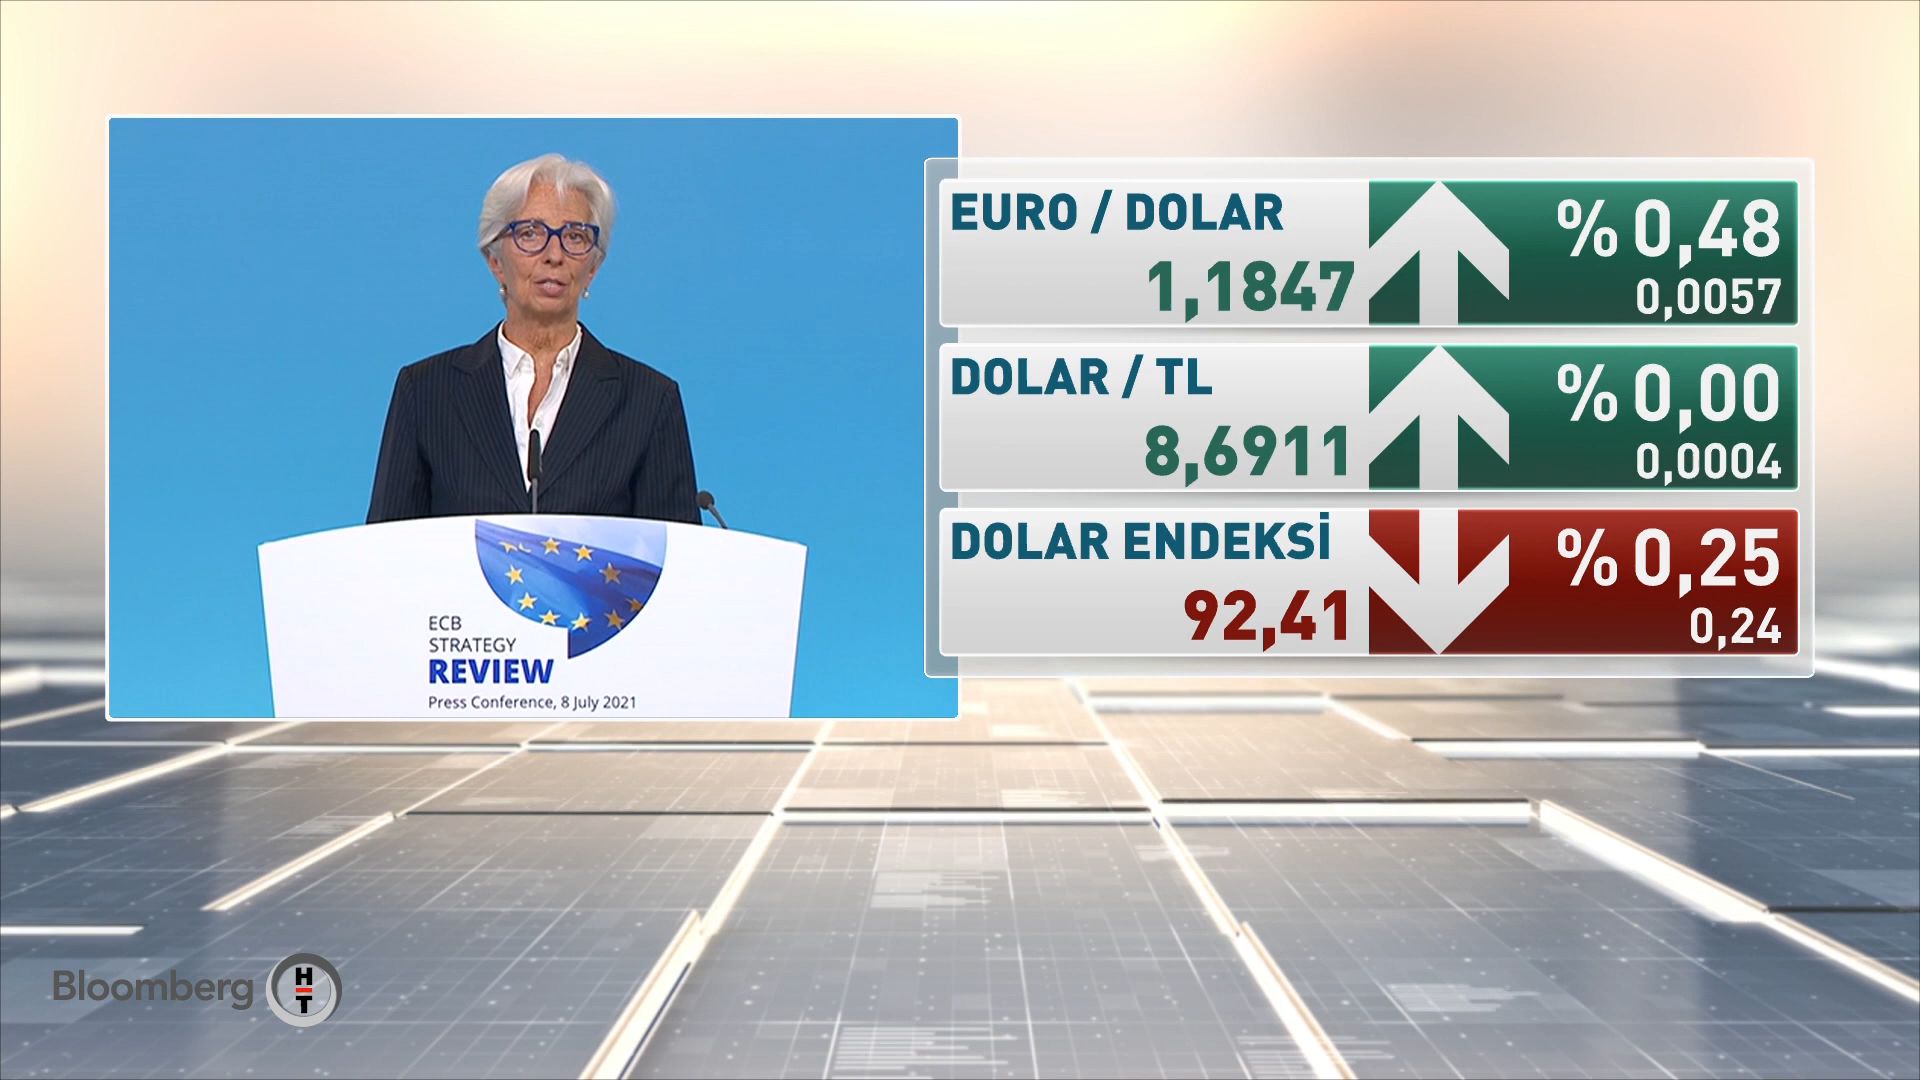 EURO / DOLAR
1,1847
% 0,48
0,0057
DOLAR / TL
8,6911
% 0,00
0,0004
DOLAR ENDEKSİ
92,41
% 0,25
0,24
ECB
STRATEGY
REVIEW
Press Conference, 8 July 2021
Bloomberg HT